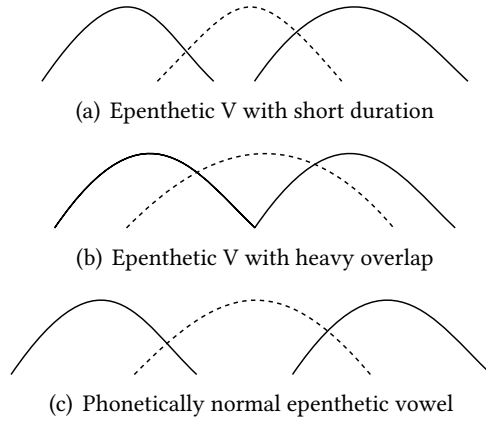 (a) Epenthetic V with short duration
(b) Epenthetic V with heavy overlap
(c) Phonetically normal epenthetic vowel